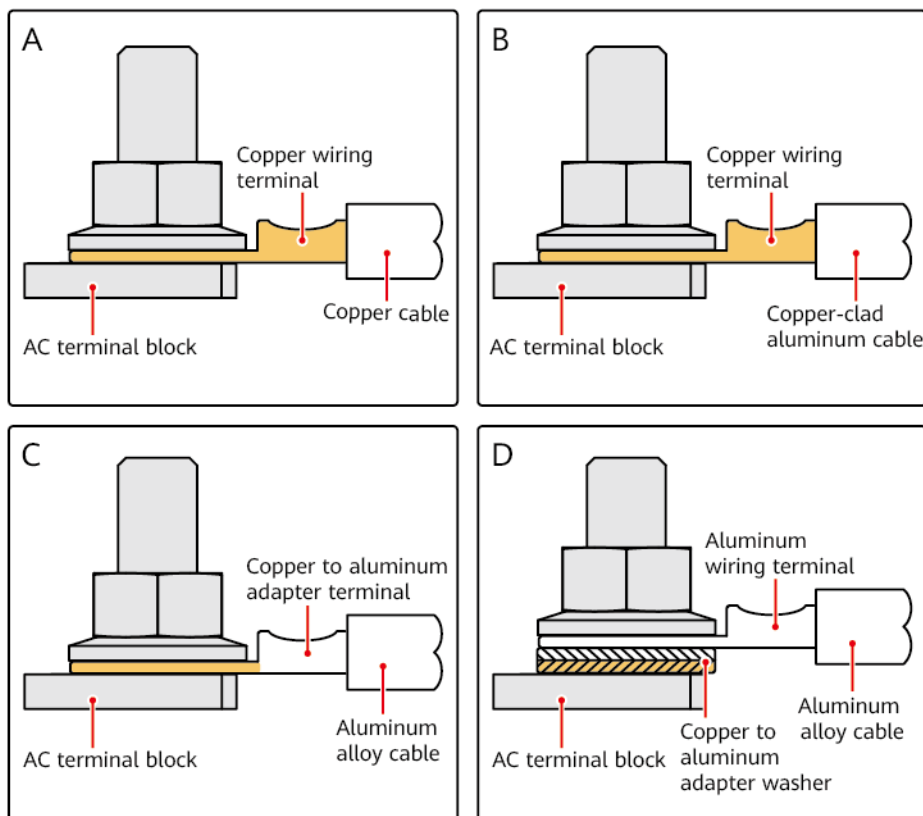 A
Copper wiring
terminal
Copper cable
AC terminal block
B
Copper wiring
terminal
Copper-clad
aluminum cable
AC terminal block
C
Copper to aluminum
adapter terminal
Aluminum
alloy cable
AC terminal block
D
Aluminum
wiring terminal
Aluminum
alloy cable
Copper to
aluminum
adapter washer
AC terminal block